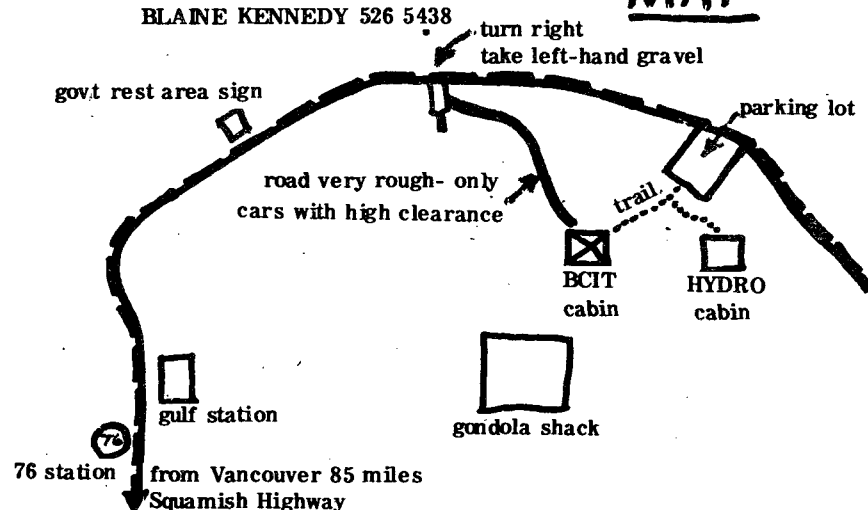 BLAINE KENNEDY 526 5438
turn right
take left-hand gravel
govt rest area sign
parking lot
road very rough- only
cars with high clearance
trail
BCIT
cabin
HYDRO
cabin
gulf station
gondola shack
76
76 station
from Vancouver 85 miles
Squamish Highway